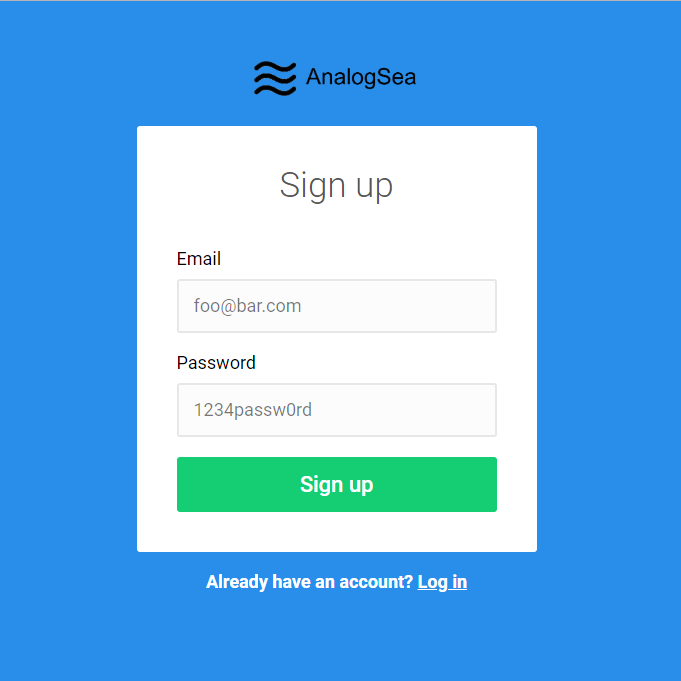 AnalogSea
Sign up
Email
foo@bar.com
Password
1234passw0rd
Sign up
Already have an account? Log in